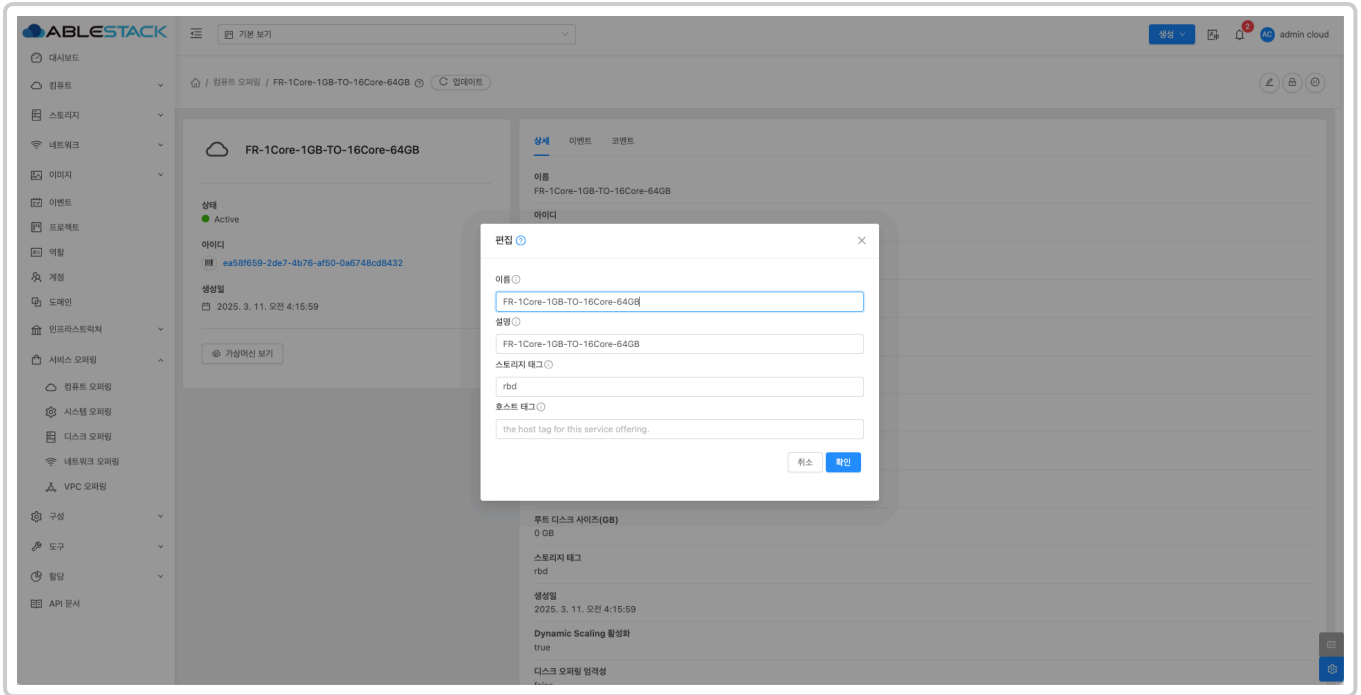 ABLESTACK
기본 보기
생성
2
AC
admin cloud
대시보드
컴퓨트
스토리지
네트워크
이미지
이벤트
프로젝트
역할
계정
도메인
인프라스트럭쳐
서비스 오퍼링
컴퓨트 오퍼링
시스템 오퍼링
디스크 오퍼링
네트워크 오퍼링
VPC 오퍼링
구성
도구
할당
API 문서
/ 컴퓨트 오퍼링 / FR-1Core-1GB-TO-16Core-64GB 업데이트
FR-1Core-1GB-TO-16Core-64GB
상태
Active
아이디
ea58f659-2de7-4b76-af50-0a6748cd8432
생성일
2025. 3. 11. 오전 4:15:59
가상머신 보기
상세 이벤트 코멘트
이름
FR-1Core-1GB-TO-16Core-64GB
아이디
편집
이름
FR-1Core-1GB-TO-16Core-64GB
설명
FR-1Core-1GB-TO-16Core-64GB
스토리지 태그
rbd
호스트 태그
the host tag for this service offering.
취소 확인
루트 디스크 사이즈(GB)
0 GB
스토리지 태그
rbd
생성일
2025. 3. 11. 오전 4:15:59
Dynamic Scaling 활성화
true
디스크 오퍼링 엄격성
false